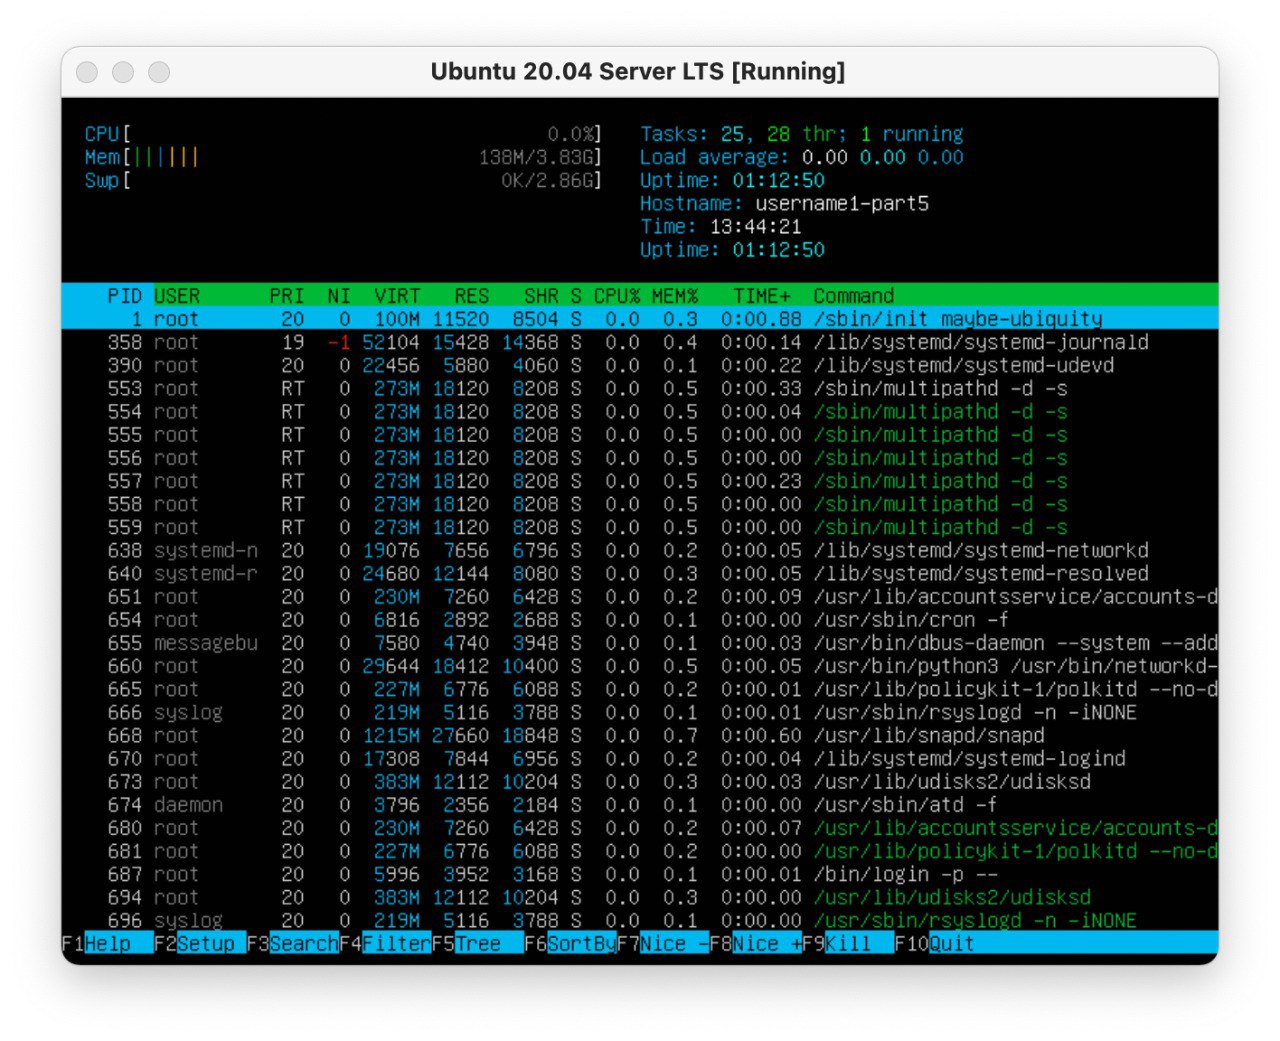 Ubuntu 20.04 Server LTS [Running]
CPU[ 0.0%] Tasks: 25, 28 thr; 1 running
Mem[|||||| 138M/3.83G] Load average: 0.00 0.00 0.00
Swp[ 0K/2.86G] Uptime: 01:12:50
Hostname: username1-part5
Time: 13:44:21
Uptime: 01:12:50
PID USER PRI NI VIRT RES SHR S CPU% MEM% TIME+ Command
1 root 20 0 100M 11520 8504 S 0.0 0.3 0:00.88 /sbin/init maybe-ubiquity
358 root 19 -1 52104 15428 14368 S 0.0 0.4 0:00.14 /lib/systemd/systemd-journald
390 root 20 0 22456 5880 4060 S 0.0 0.1 0:00.22 /lib/systemd/systemd-udevd
553 root RT 0 273M 18120 8208 S 0.0 0.5 0:00.33 /sbin/multipathd -d -s
554 root RT 0 273M 18120 8208 S 0.0 0.5 0:00.04 /sbin/multipathd -d -s
555 root RT 0 273M 18120 8208 S 0.0 0.5 0:00.00 /sbin/multipathd -d -s
556 root RT 0 273M 18120 8208 S 0.0 0.5 0:00.00 /sbin/multipathd -d -s
557 root RT 0 273M 18120 8208 S 0.0 0.5 0:00.23 /sbin/multipathd -d -s
558 root RT 0 273M 18120 8208 S 0.0 0.5 0:00.00 /sbin/multipathd -d -s
559 root RT 0 273M 18120 8208 S 0.0 0.5 0:00.00 /sbin/multipathd -d -s
638 systemd-n 20 0 19076 7656 6796 S 0.0 0.2 0:00.05 /lib/systemd/systemd-networkd
640 systemd-r 20 0 24680 12144 8080 S 0.0 0.3 0:00.05 /lib/systemd/systemd-resolved
651 root 20 0 230M 7260 6428 S 0.0 0.2 0:00.09 /usr/lib/accountsservice/accounts-d
654 root 20 0 6816 2892 2688 S 0.0 0.1 0:00.00 /usr/sbin/cron -f
655 messagebu 20 0 7580 4740 3948 S 0.0 0.1 0:00.03 /usr/bin/dbus-daemon --system --add
660 root 20 0 29644 18412 10400 S 0.0 0.5 0:00.05 /usr/bin/python3 /usr/bin/networkd-
665 root 20 0 227M 6776 6088 S 0.0 0.2 0:00.01 /usr/lib/policykit-1/polkitd --no-d
666 syslog 20 0 219M 5116 3788 S 0.0 0.1 0:00.01 /usr/sbin/rsyslogd -n -iNONE
668 root 20 0 1215M 27660 18848 S 0.0 0.7 0:00.60 /usr/lib/snapd/snapd
670 root 20 0 17308 7844 6956 S 0.0 0.2 0:00.04 /lib/systemd/systemd-logind
673 root 20 0 383M 12112 10204 S 0.0 0.3 0:00.03 /usr/lib/udisks2/udisksd
674 daemon 20 0 3796 2356 2184 S 0.0 0.1 0:00.00 /usr/sbin/atd -f
680 root 20 0 230M 7260 6428 S 0.0 0.2 0:00.07 /usr/lib/accountsservice/accounts-d
681 root 20 0 227M 6776 6088 S 0.0 0.2 0:00.00 /usr/lib/policykit-1/polkitd --no-d
687 root 20 0 5996 3952 3168 S 0.0 0.1 0:00.01 /bin/login -p --
694 root 20 0 383M 12112 10204 S 0.0 0.3 0:00.00 /usr/lib/udisks2/udisksd
696 syslog 20 0 219M 5116 3788 S 0.0 0.1 0:00.00 /usr/sbin/rsyslogd -n -iNONE
F1Help F2Setup F3SearchF4FilterF5Tree F6SortByF7Nice -F8Nice +F9Kill F10Quit